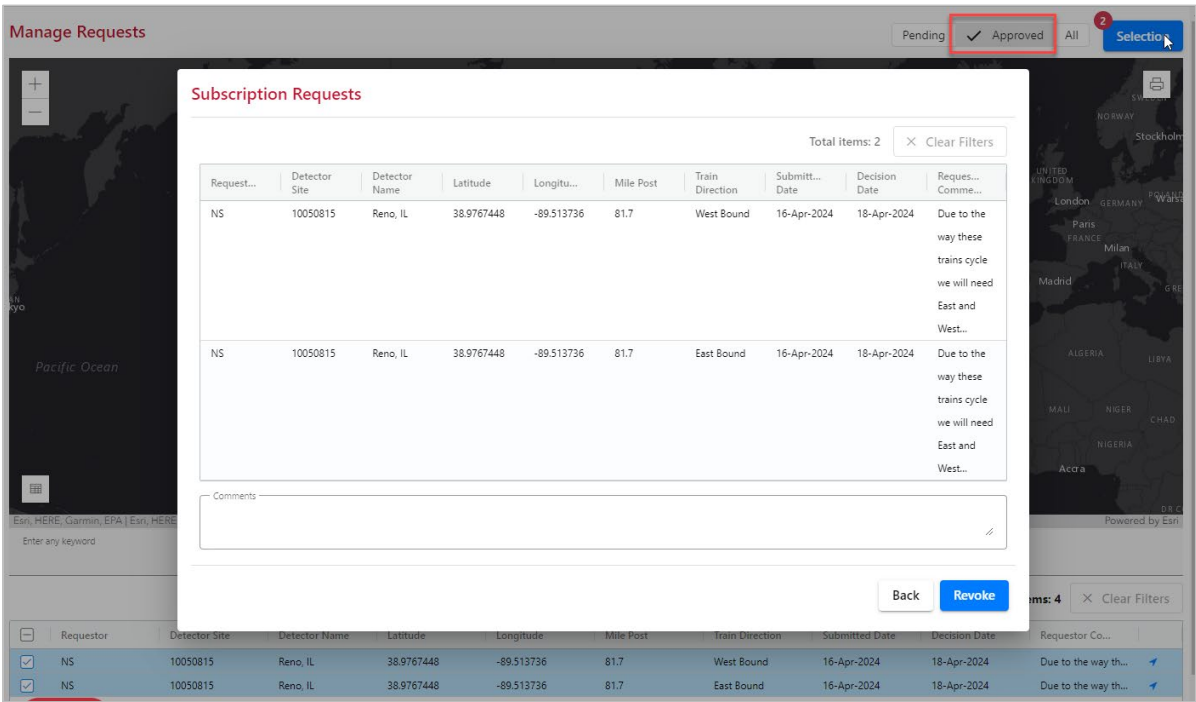 Manage Requests
Pending
Approved
All
2
Selection
Subscription Requests
Total items: 2
Clear Filters
Request...
Detector
Site
Detector
Name
Latitude
Longitu...
Mile Post
Train
Direction
Submitt...
Date
Decision
Date
Reques...
Comme...
NS
10050815
Reno, IL
38.9767448
-89.513736
81.7
West Bound
16-Apr-2024
18-Apr-2024
Due to the
way these
trains cycle
we will need
East and
West...
NS
10050815
Reno, IL
38.9767448
-89.513736
81.7
East Bound
16-Apr-2024
18-Apr-2024
Due to the
way these
trains cycle
we will need
East and
West...
Comments
Back
Revoke
NORWAY
Stockholm
UNITED
KINGDOM
London
GERMANY
Paris
FRANCE
Milan
ITALY
Madrid
ALGERIA
LIBYA
MALI
NIGER
CHAD
NIGERIA
Accra
Pacific Ocean
Esri, HERE, Garmin, EPA | Esri, HERE
Powered by Esri
Enter any keyword
ms: 4
Clear Filters
Requestor
Detector Site
Detector Name
Latitude
Longitude
Mile Post
Train Direction
Submitted Date
Decision Date
Requestor Co...
NS
10050815
Reno, IL
38.9767448
-89.513736
81.7
West Bound
16-Apr-2024
18-Apr-2024
Due to the way th...
NS
10050815
Reno, IL
38.9767448
-89.513736
81.7
East Bound
16-Apr-2024
18-Apr-2024
Due to the way th...